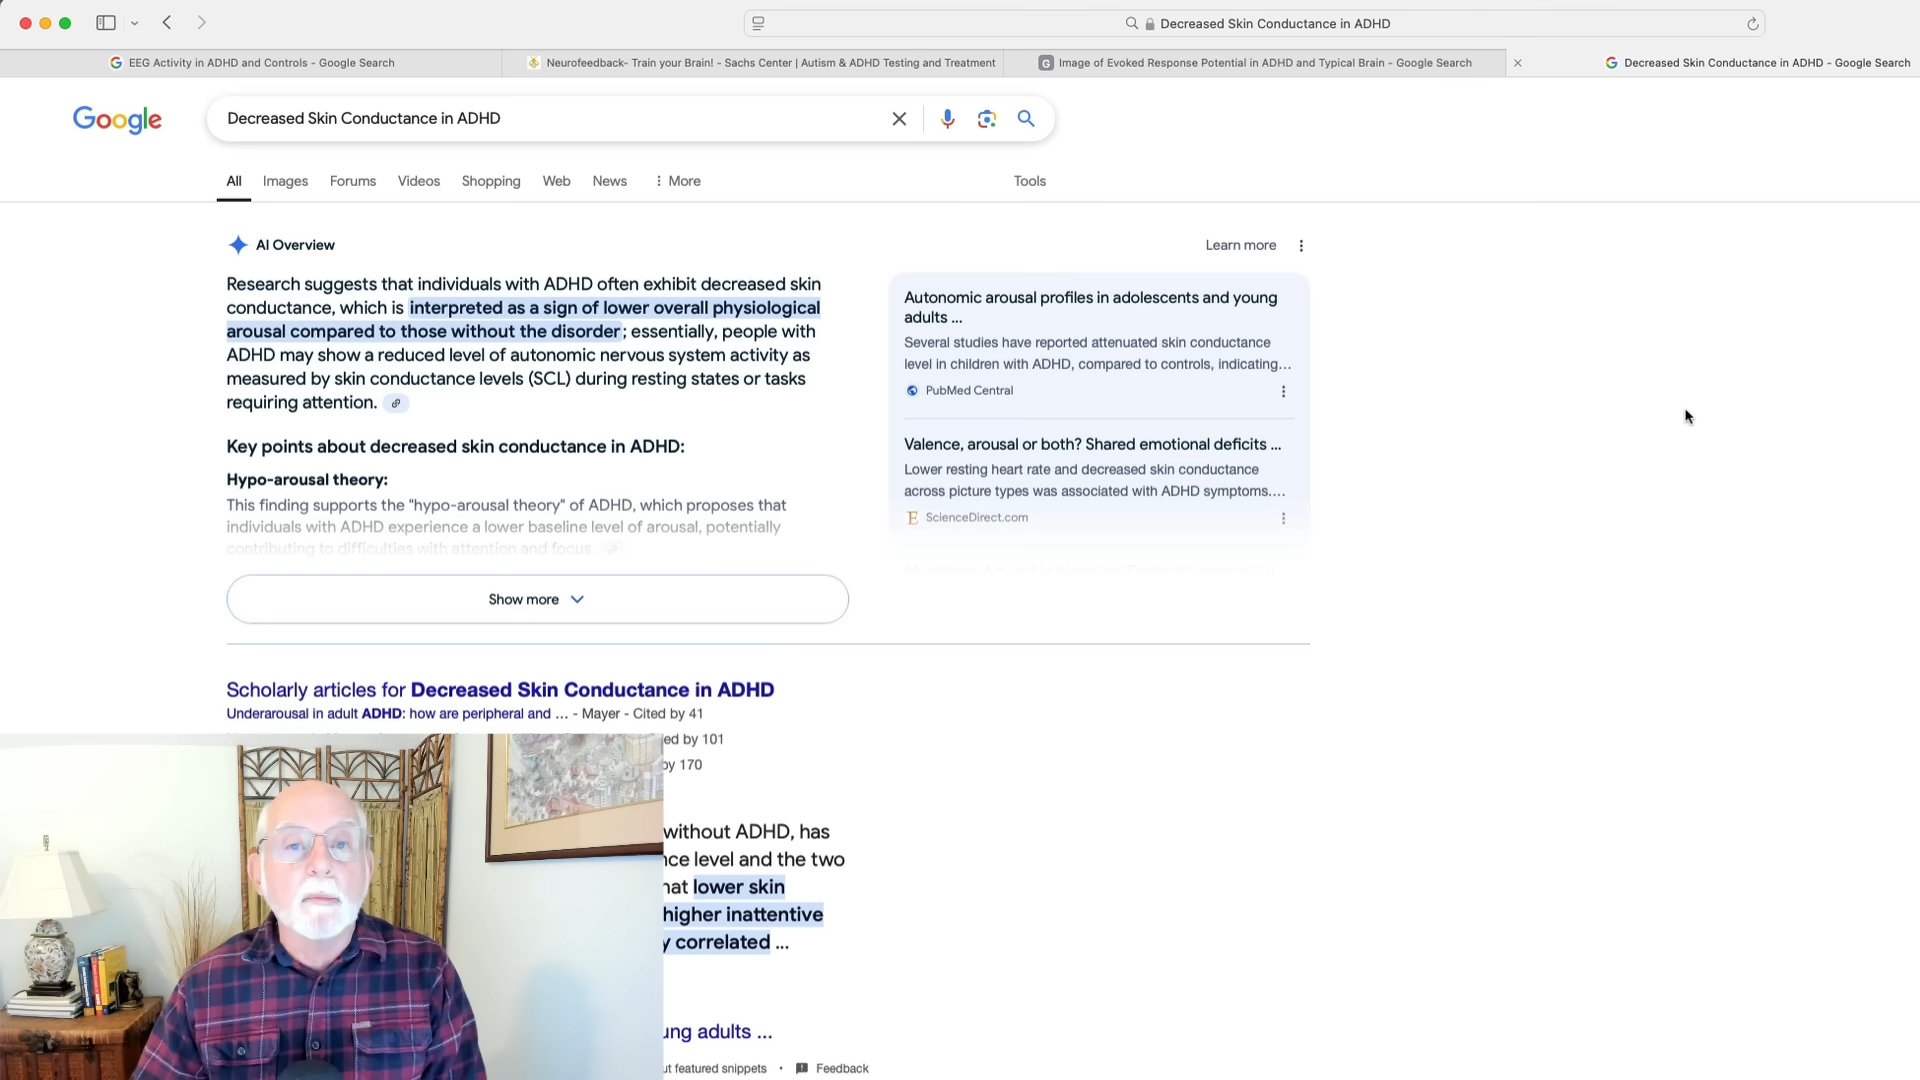 Decreased Skin Conductance in ADHD
EEG Activity in ADHD and Controls - Google Search
Neurofeedback- Train your Brain! - Sachs Center | Autism & ADHD Testing and Treatment
Image of Evoked Response Potential in ADHD and Typical Brain - Google Search
Decreased Skin Conductance in ADHD - Google Search
Google
Decreased Skin Conductance in ADHD
All
Images
Forums
Videos
Shopping
Web
News
More
Tools
AI Overview
Learn more
Research suggests that individuals with ADHD often exhibit decreased skin
conductance, which is interpreted as a sign of lower overall physiological
arousal compared to those without the disorder; essentially, people with
ADHD may show a reduced level of autonomic nervous system activity as
measured by skin conductance levels (SCL) during resting states or tasks
requiring attention.
Key points about decreased skin conductance in ADHD:
Hypo-arousal theory:
This finding supports the "hypo-arousal theory" of ADHD, which proposes that
individuals with ADHD experience a lower baseline level of arousal, potentially
contributing to difficulties with attention and focus.
Show more
Autonomic arousal profiles in adolescents and young
adults ...
Several studies have reported attenuated skin conductance
level in children with ADHD, compared to controls, indicating...
PubMed Central
Valence, arousal or both? Shared emotional deficits ...
Lower resting heart rate and decreased skin conductance
across picture types was associated with ADHD symptoms....
ScienceDirect.com
Scholarly articles for Decreased Skin Conductance in ADHD
Underarousal in adult ADHD: how are peripheral and ... - Mayer - Cited by 41
ed by 101
by 170
without ADHD, has
nce level and the two
hat lower skin
higher inattentive
y correlated ...
ung adults ...
ut featured snippets
Feedback